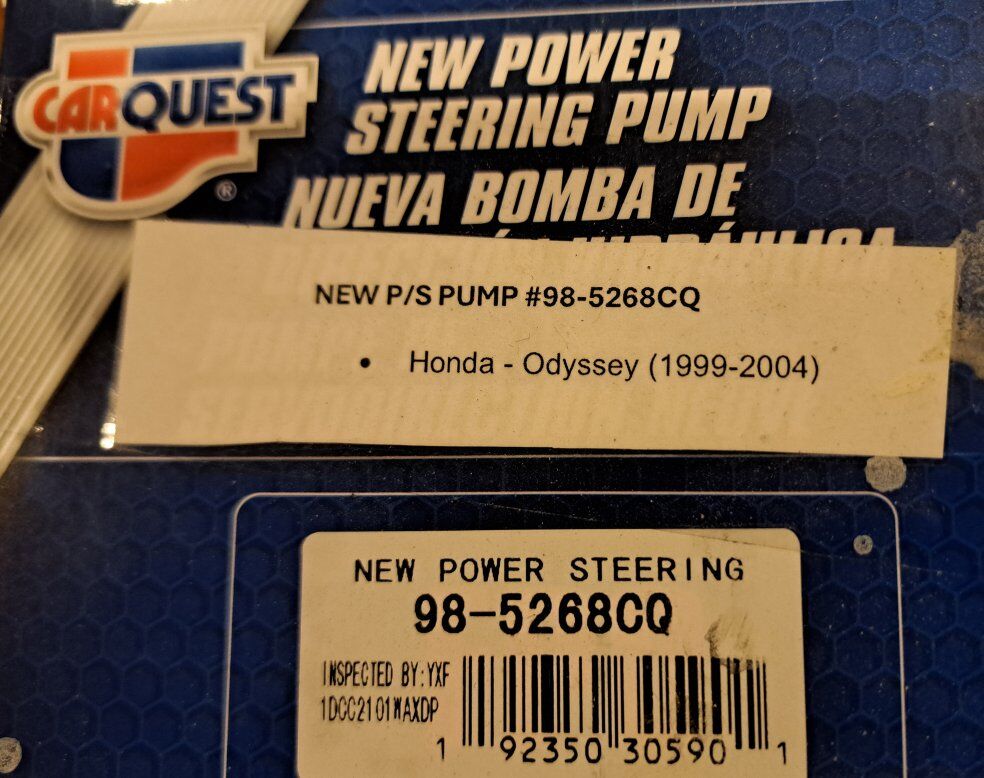 CARQUEST
®
NEW POWER
STEERING PUMP
NUEVA BOMBA DE
HIDRÁULICA
NEW P/S PUMP #98-5268CQ
• Honda - Odyssey (1999-2004)
NEW POWER STEERING
98-5268CQ
INSPECTED BY:YXF
1DCC2101WAXDP
1 92350 30590 1